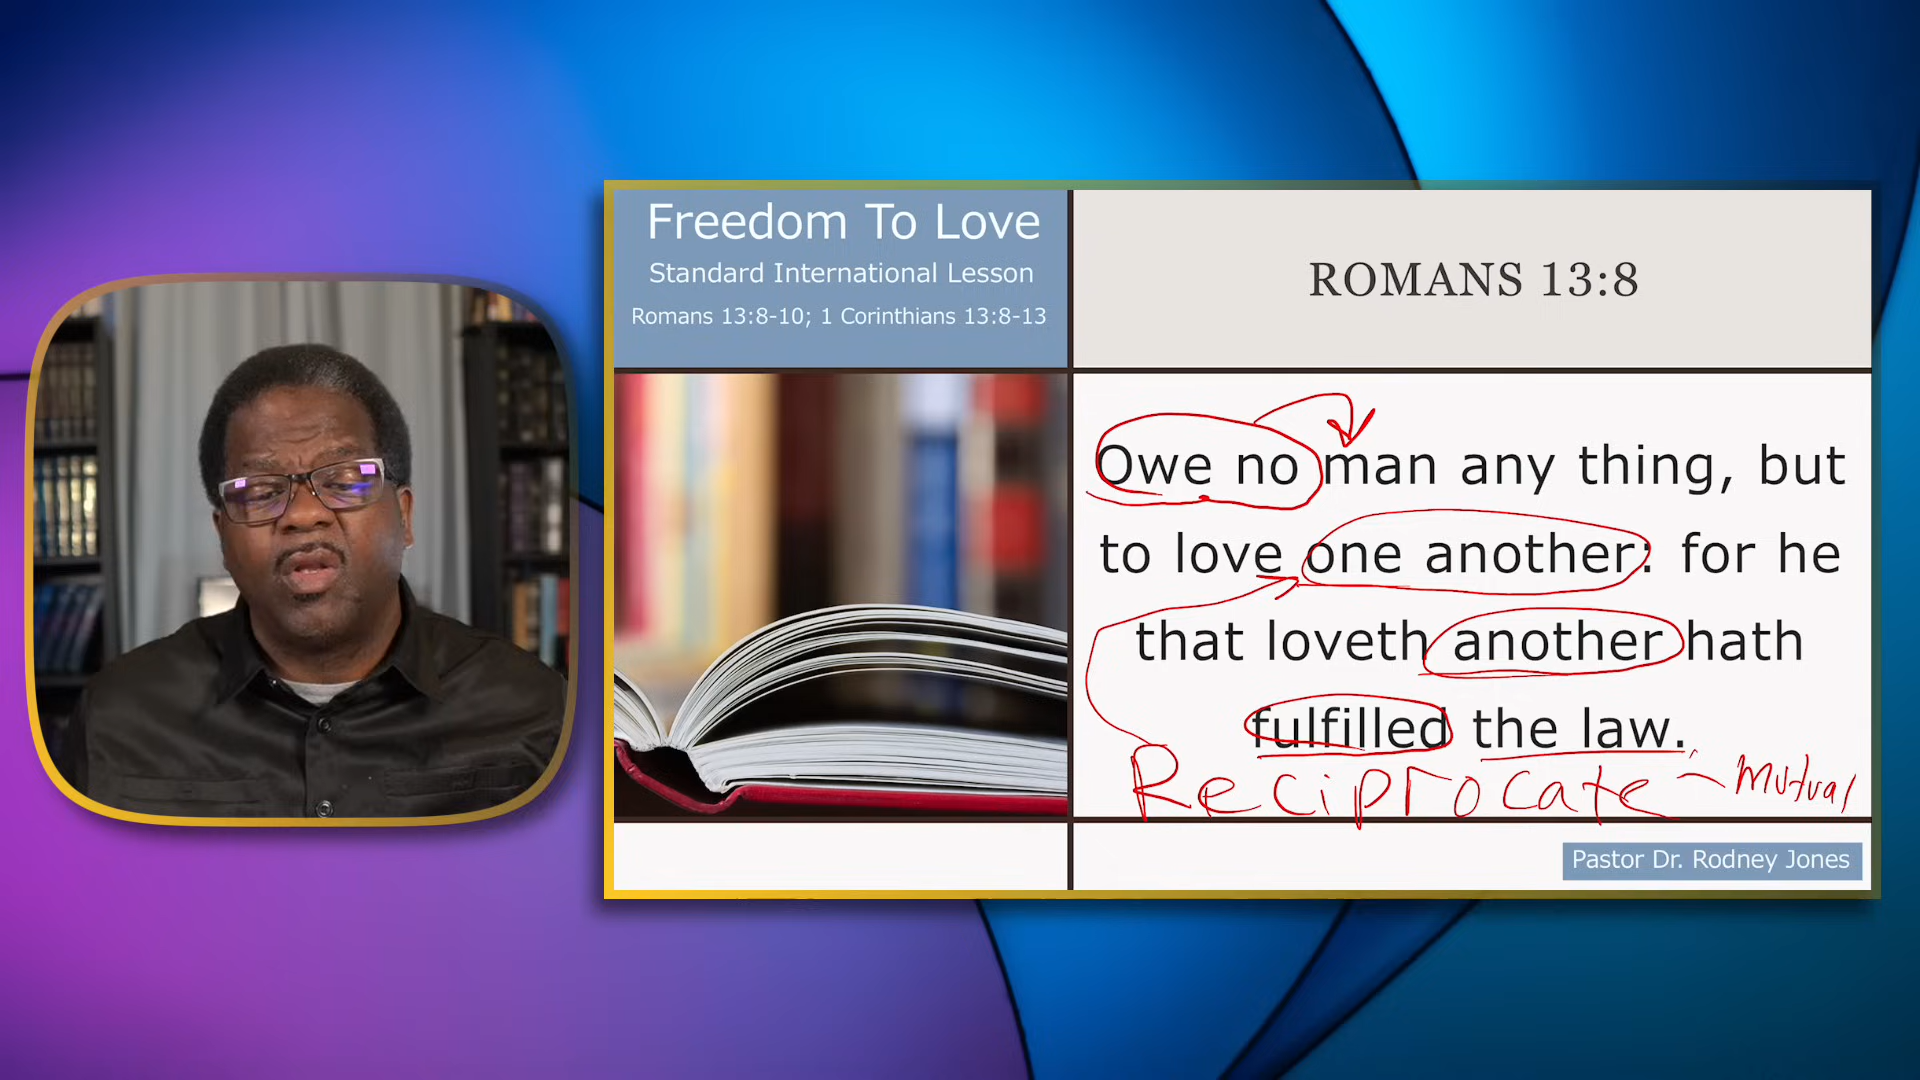 Freedom To Love
Standard International Lesson
Romans 13:8-10; 1 Corinthians 13:8-13
ROMANS 13:8
Owe no man any thing, but
to love one another: for he
that loveth another hath
fulfilled the law.
Reciprocate - Mutual
Pastor Dr. Rodney Jones